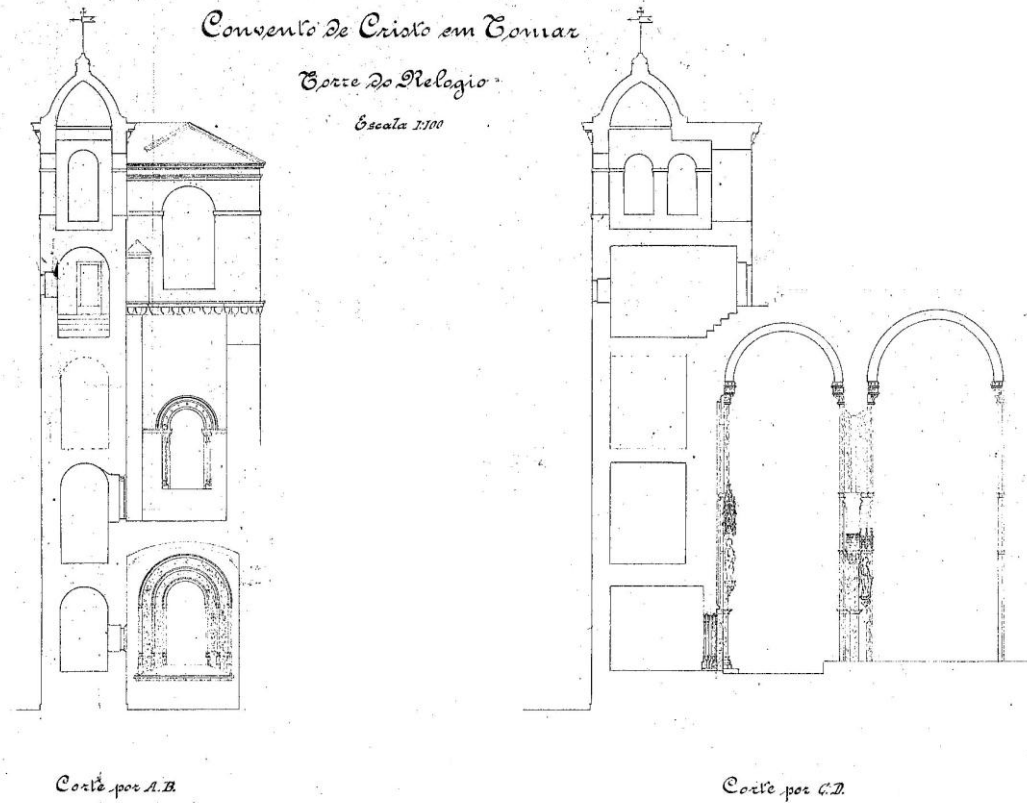 Convento de Cristo em Tomar
Torre do Relogio
Escala 1:100
Corte por A.B.
Corte por C.D.